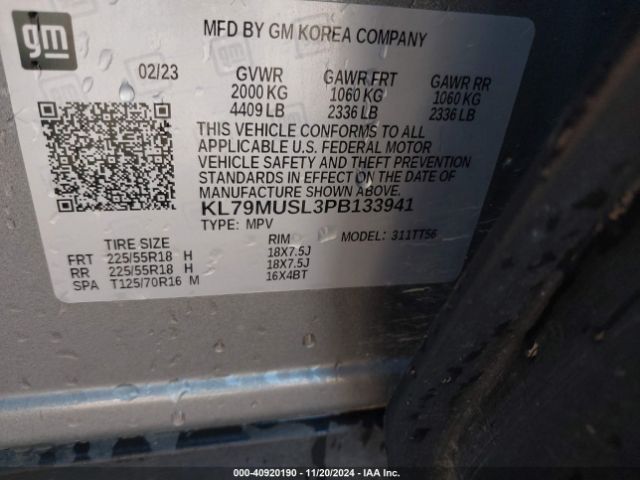 gm
MFD BY GM KOREA COMPANY
02/23 GVWR GAWR FRT GAWR RR
2000 KG 1060 KG 1060 KG
4409 LB 2336 LB 2336 LB
THIS VEHICLE CONFORMS TO ALL
APPLICABLE U.S. FEDERAL MOTOR
VEHICLE SAFETY AND THEFT PREVENTION
STANDARDS IN EFFECT ON THE DATE OF
MANUFACTURE SHOWN ABOVE.
KL79MUSL3PB133941
TYPE: MPV MODEL: 311TT56
TIRE SIZE RIM
FRT 225/55R18 H 18X7.5J
RR 225/55R18 H 18X7.5J
SPA T125/70R16 M 16X4BT
000-40920190 - 11/20/2024 - IAA Inc.